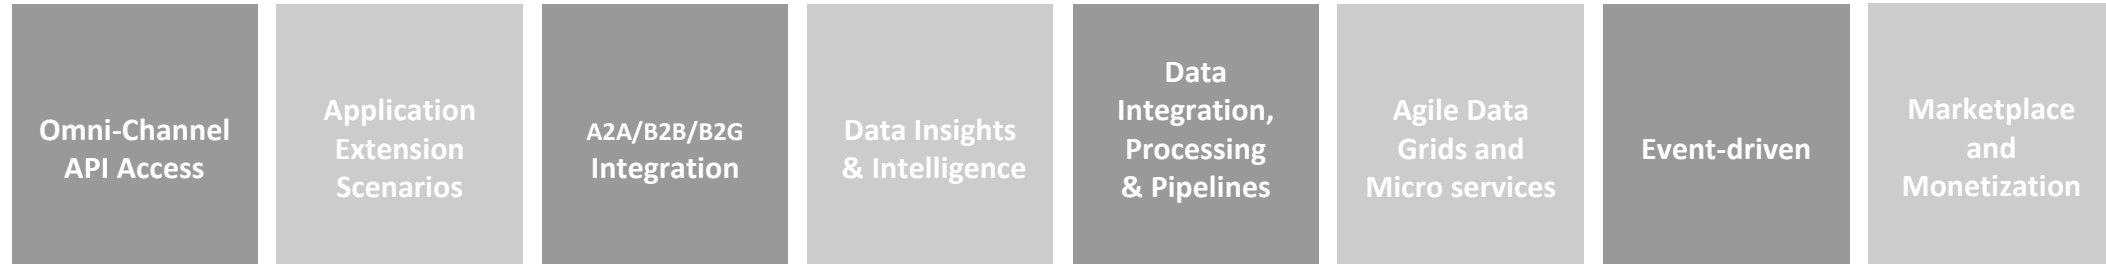 Omni-Channel
API Access
Application
Extension
Scenarios
A2A/B2B/B2G
Integration
Data Insights
& Intelligence
Data
Integration,
Processing
& Pipelines
Agile Data
Grids and
Micro services
Event-driven
Marketplace
and
Monetization